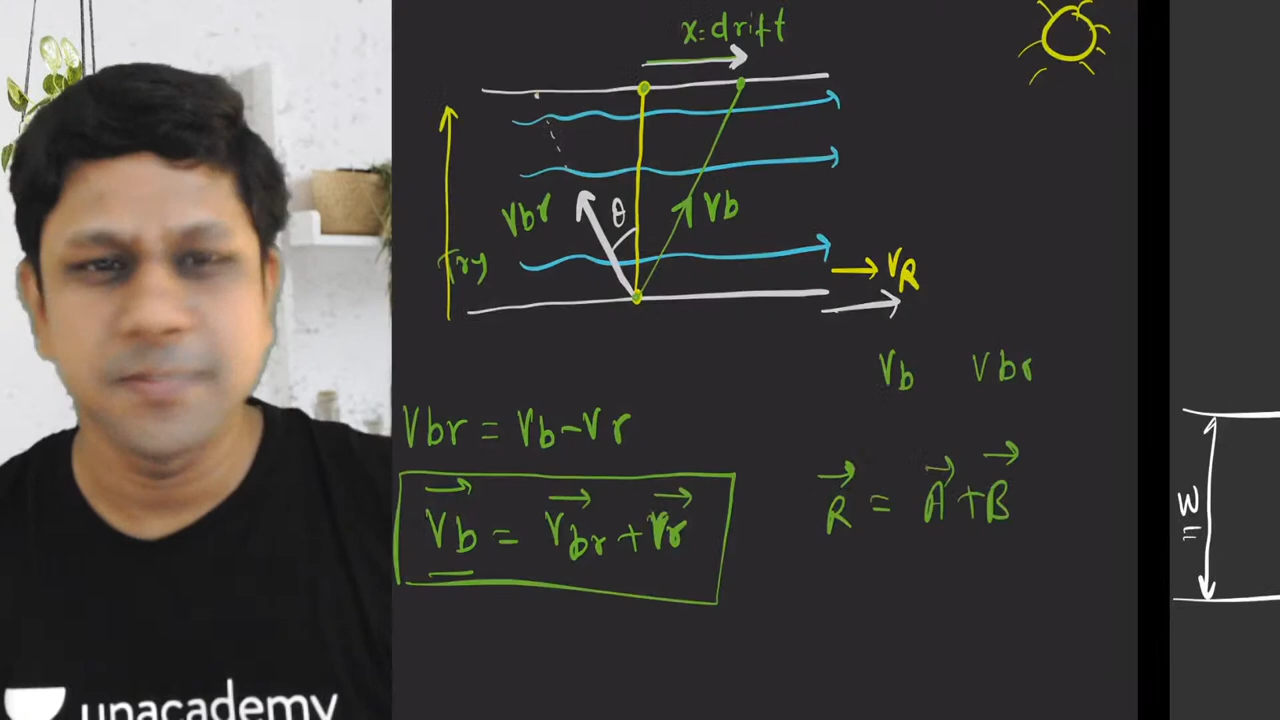 x=drift
Vbr
θ
Vb
Try
VR
Vb Vbr
Vbr = Vb-Vr
Vb = Vbr + Vr
R = A + B
W
unacademy